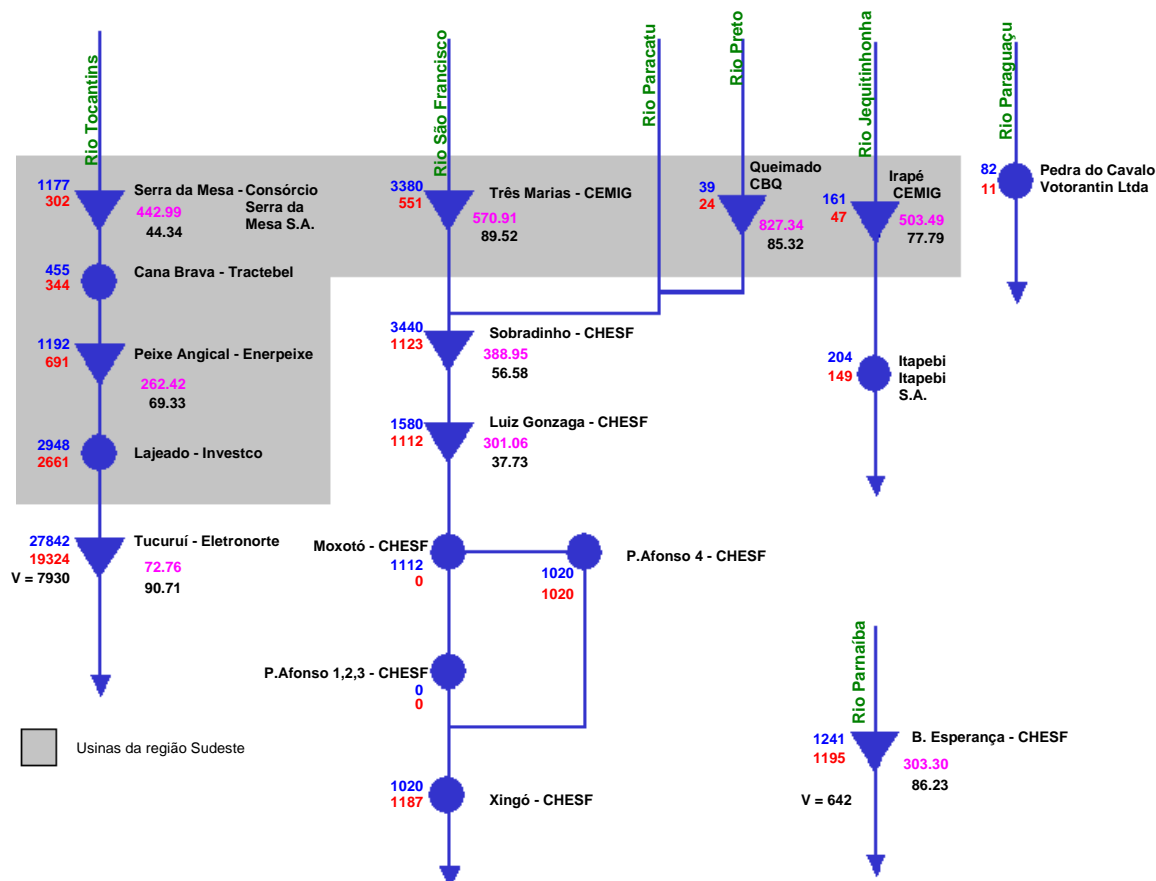 Rio Tocantins
Rio São Francisco
Rio Paracatu
Rio Preto
Rio Jequitinhonha
Rio Paraguaçu
1177
302
Serra da Mesa - Consórcio
Serra da
Mesa S.A.
442.99
44.34
455
344
Cana Brava - Tractebel
1192
691
Peixe Angical - Enerpeixe
262.42
69.33
2948
2661
Lajeado - Investco
27842
19324
V = 7930
Tucuruí - Eletronorte
72.76
90.71
3380
551
Três Marias - CEMIG
570.91
89.52
39
24
Queimado
CBQ
827.34
85.32
161
47
Irapé
CEMIG
503.49
77.79
82
11
Pedra do Cavalo
Votorantin Ltda
3440
1123
Sobradinho - CHESF
388.95
56.58
204
149
Itapebi
Itapebi
S.A.
1580
1112
Luiz Gonzaga - CHESF
301.06
37.73
Moxotó - CHESF
1112
0
P.Afonso 4 - CHESF
1020
1020
P.Afonso 1,2,3 - CHESF
0
0
1020
1187
Xingó - CHESF
Rio Parnaíba
1241
1195
V = 642
B. Esperança - CHESF
303.30
86.23
Usinas da região Sudeste